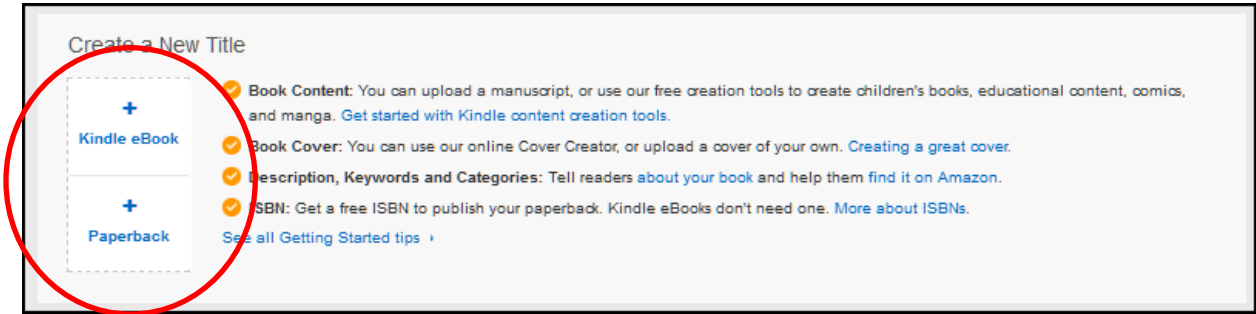 Create a New Title
+
Kindle eBook
+
Paperback
Book Content: You can upload a manuscript, or use our free creation tools to create children's books, educational content, comics,
and manga. Get started with Kindle content creation tools.
Book Cover: You can use our online Cover Creator, or upload a cover of your own. Creating a great cover.
Description, Keywords and Categories: Tell readers about your book and help them find it on Amazon.
ISBN: Get a free ISBN to publish your paperback. Kindle eBooks don't need one. More about ISBNs.
See all Getting Started tips ›